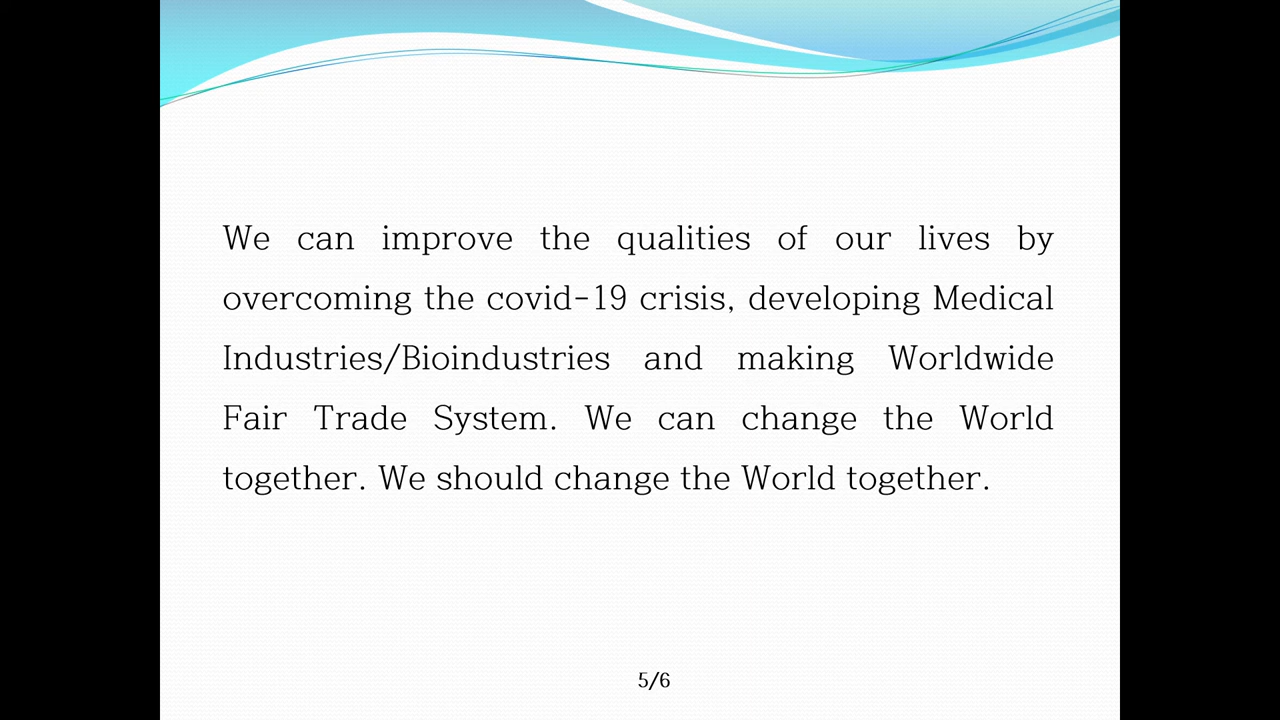 We can improve the qualities of our lives by
overcoming the covid-19 crisis, developing Medical
Industries/Bioindustries and making Worldwide
Fair Trade System. We can change the World
together. We should change the World together.
5/6